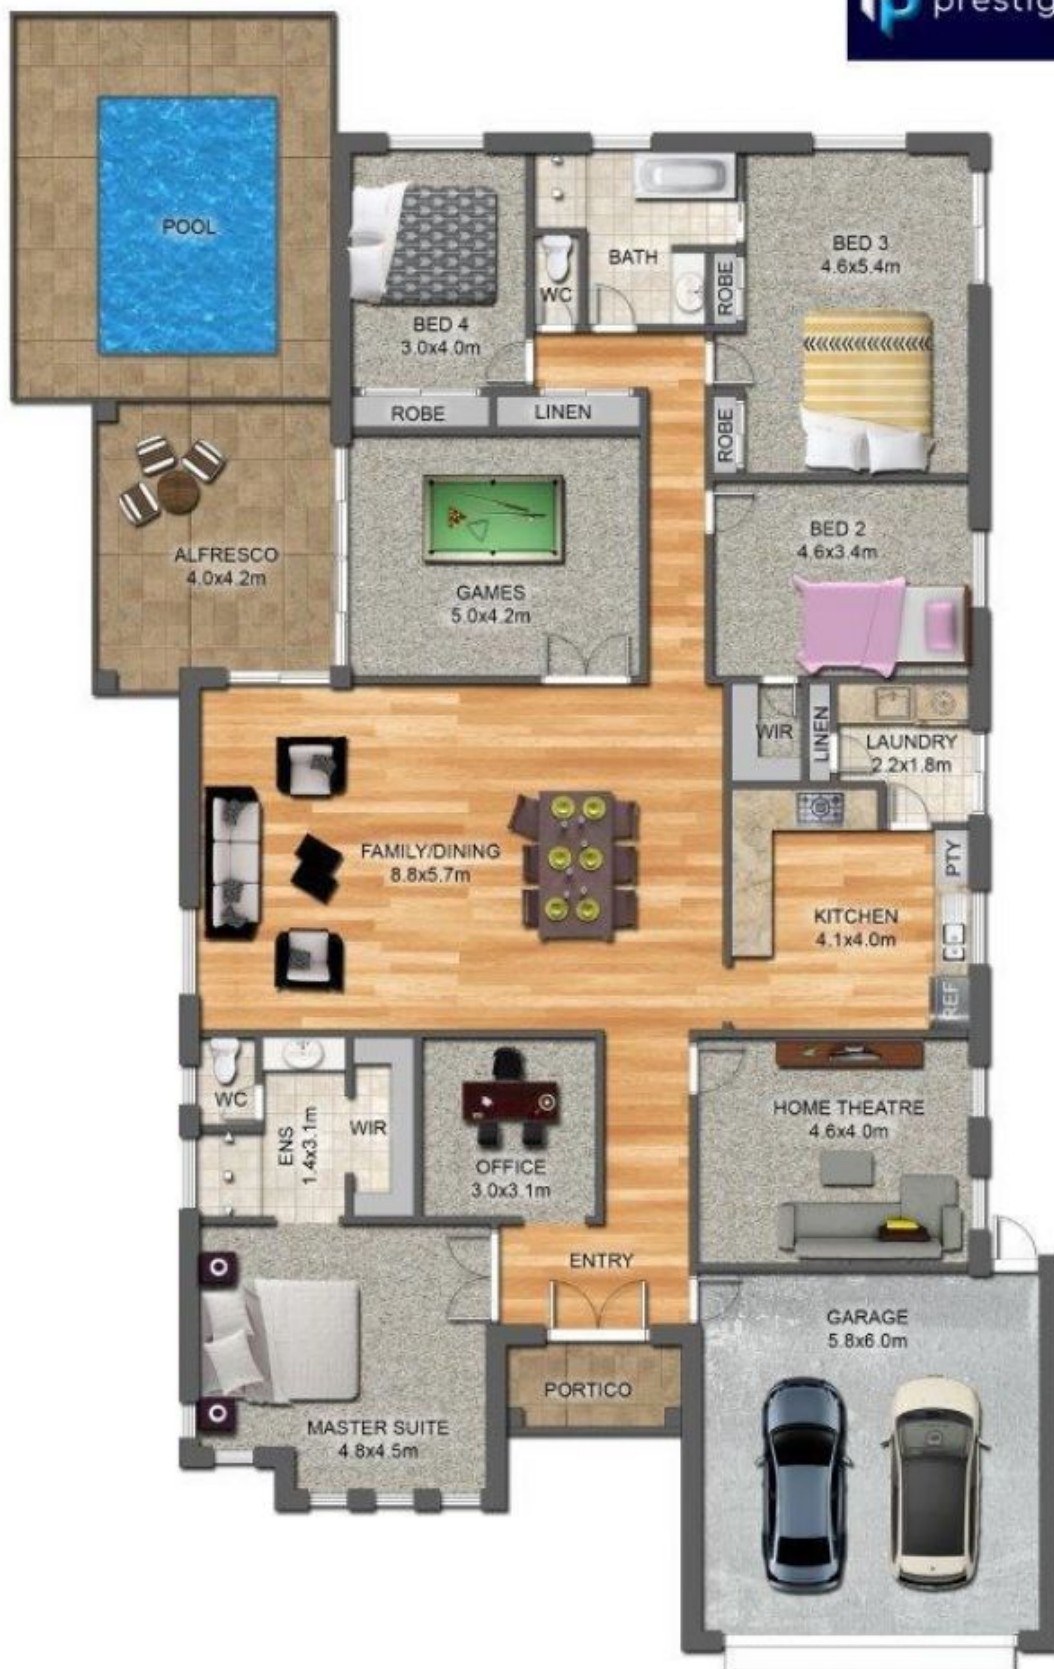 prestig
POOL
BED 3
4.6x5.4m
BATH
ROBE
WC
BED 4
3.0x4.0m
ROBE
LINEN
ROBE
BED 2
4.6x3.4m
ALFRESCO
4.0x4.2m
GAMES
5.0x4.2m
WIR
LINEN
LAUNDRY
2.2x1.8m
FAMILY/DINING
8.8x5.7m
PTY
KITCHEN
4.1x4.0m
REF
WC
ENS
1.4x3.1m
WIR
OFFICE
3.0x3.1m
HOME THEATRE
4.6x4.0m
ENTRY
GARAGE
5.8x6.0m
PORTICO
MASTER SUITE
4.8x4.5m